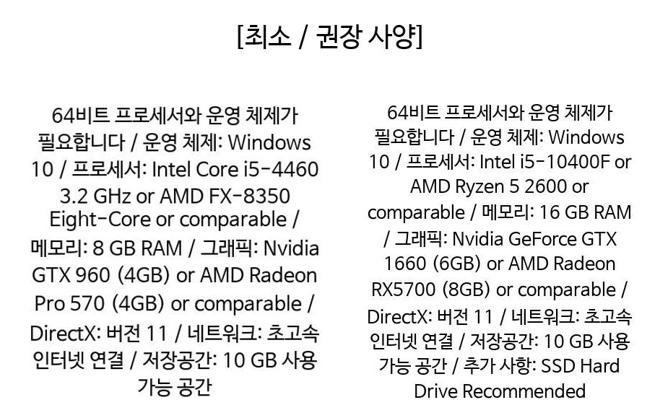 [최소 / 권장 사양]
64비트 프로세서와 운영 체제가
필요합니다 / 운영 체제: Windows
10 / 프로세서: Intel Core i5-4460
3.2 GHz or AMD FX-8350
Eight-Core or comparable /
메모리: 8 GB RAM / 그래픽: Nvidia
GTX 960 (4GB) or AMD Radeon
Pro 570 (4GB) or comparable /
DirectX: 버전 11 / 네트워크: 초고속
인터넷 연결 / 저장공간: 10 GB 사용
가능 공간
64비트 프로세서와 운영 체제가
필요합니다 / 운영 체제: Windows
10 / 프로세서: Intel i5-10400F or
AMD Ryzen 5 2600 or
comparable / 메모리: 16 GB RAM
/ 그래픽: Nvidia GeForce GTX
1660 (6GB) or AMD Radeon
RX5700 (8GB) or comparable /
DirectX: 버전 11 / 네트워크: 초고속
인터넷 연결 / 저장공간: 10 GB 사용
가능 공간 / 추가 사항: SSD Hard
Drive Recommended